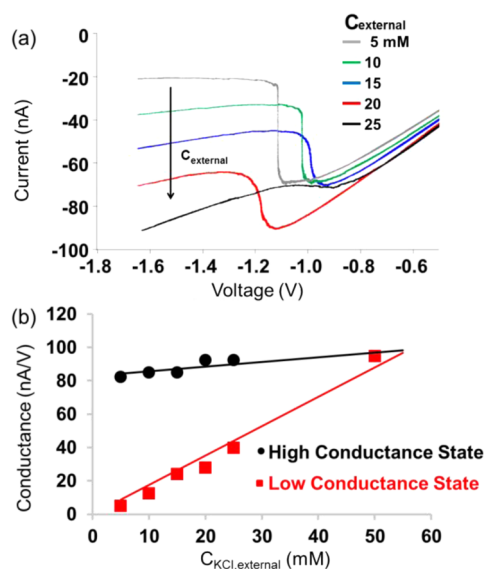 (a)
C external
5 mM
10
15
20
25
0
-20
-40
-60
-80
-100
Current (nA)
C external
-1.8 -1.6 -1.4 -1.2 -1.0 -0.8 -0.6
Voltage (V)
(b)
120
100
80
60
40
20
0
Conductance (nA/V)
High Conductance State
Low Conductance State
0 10 20 30 40 50 60
C KCl,external (mM)